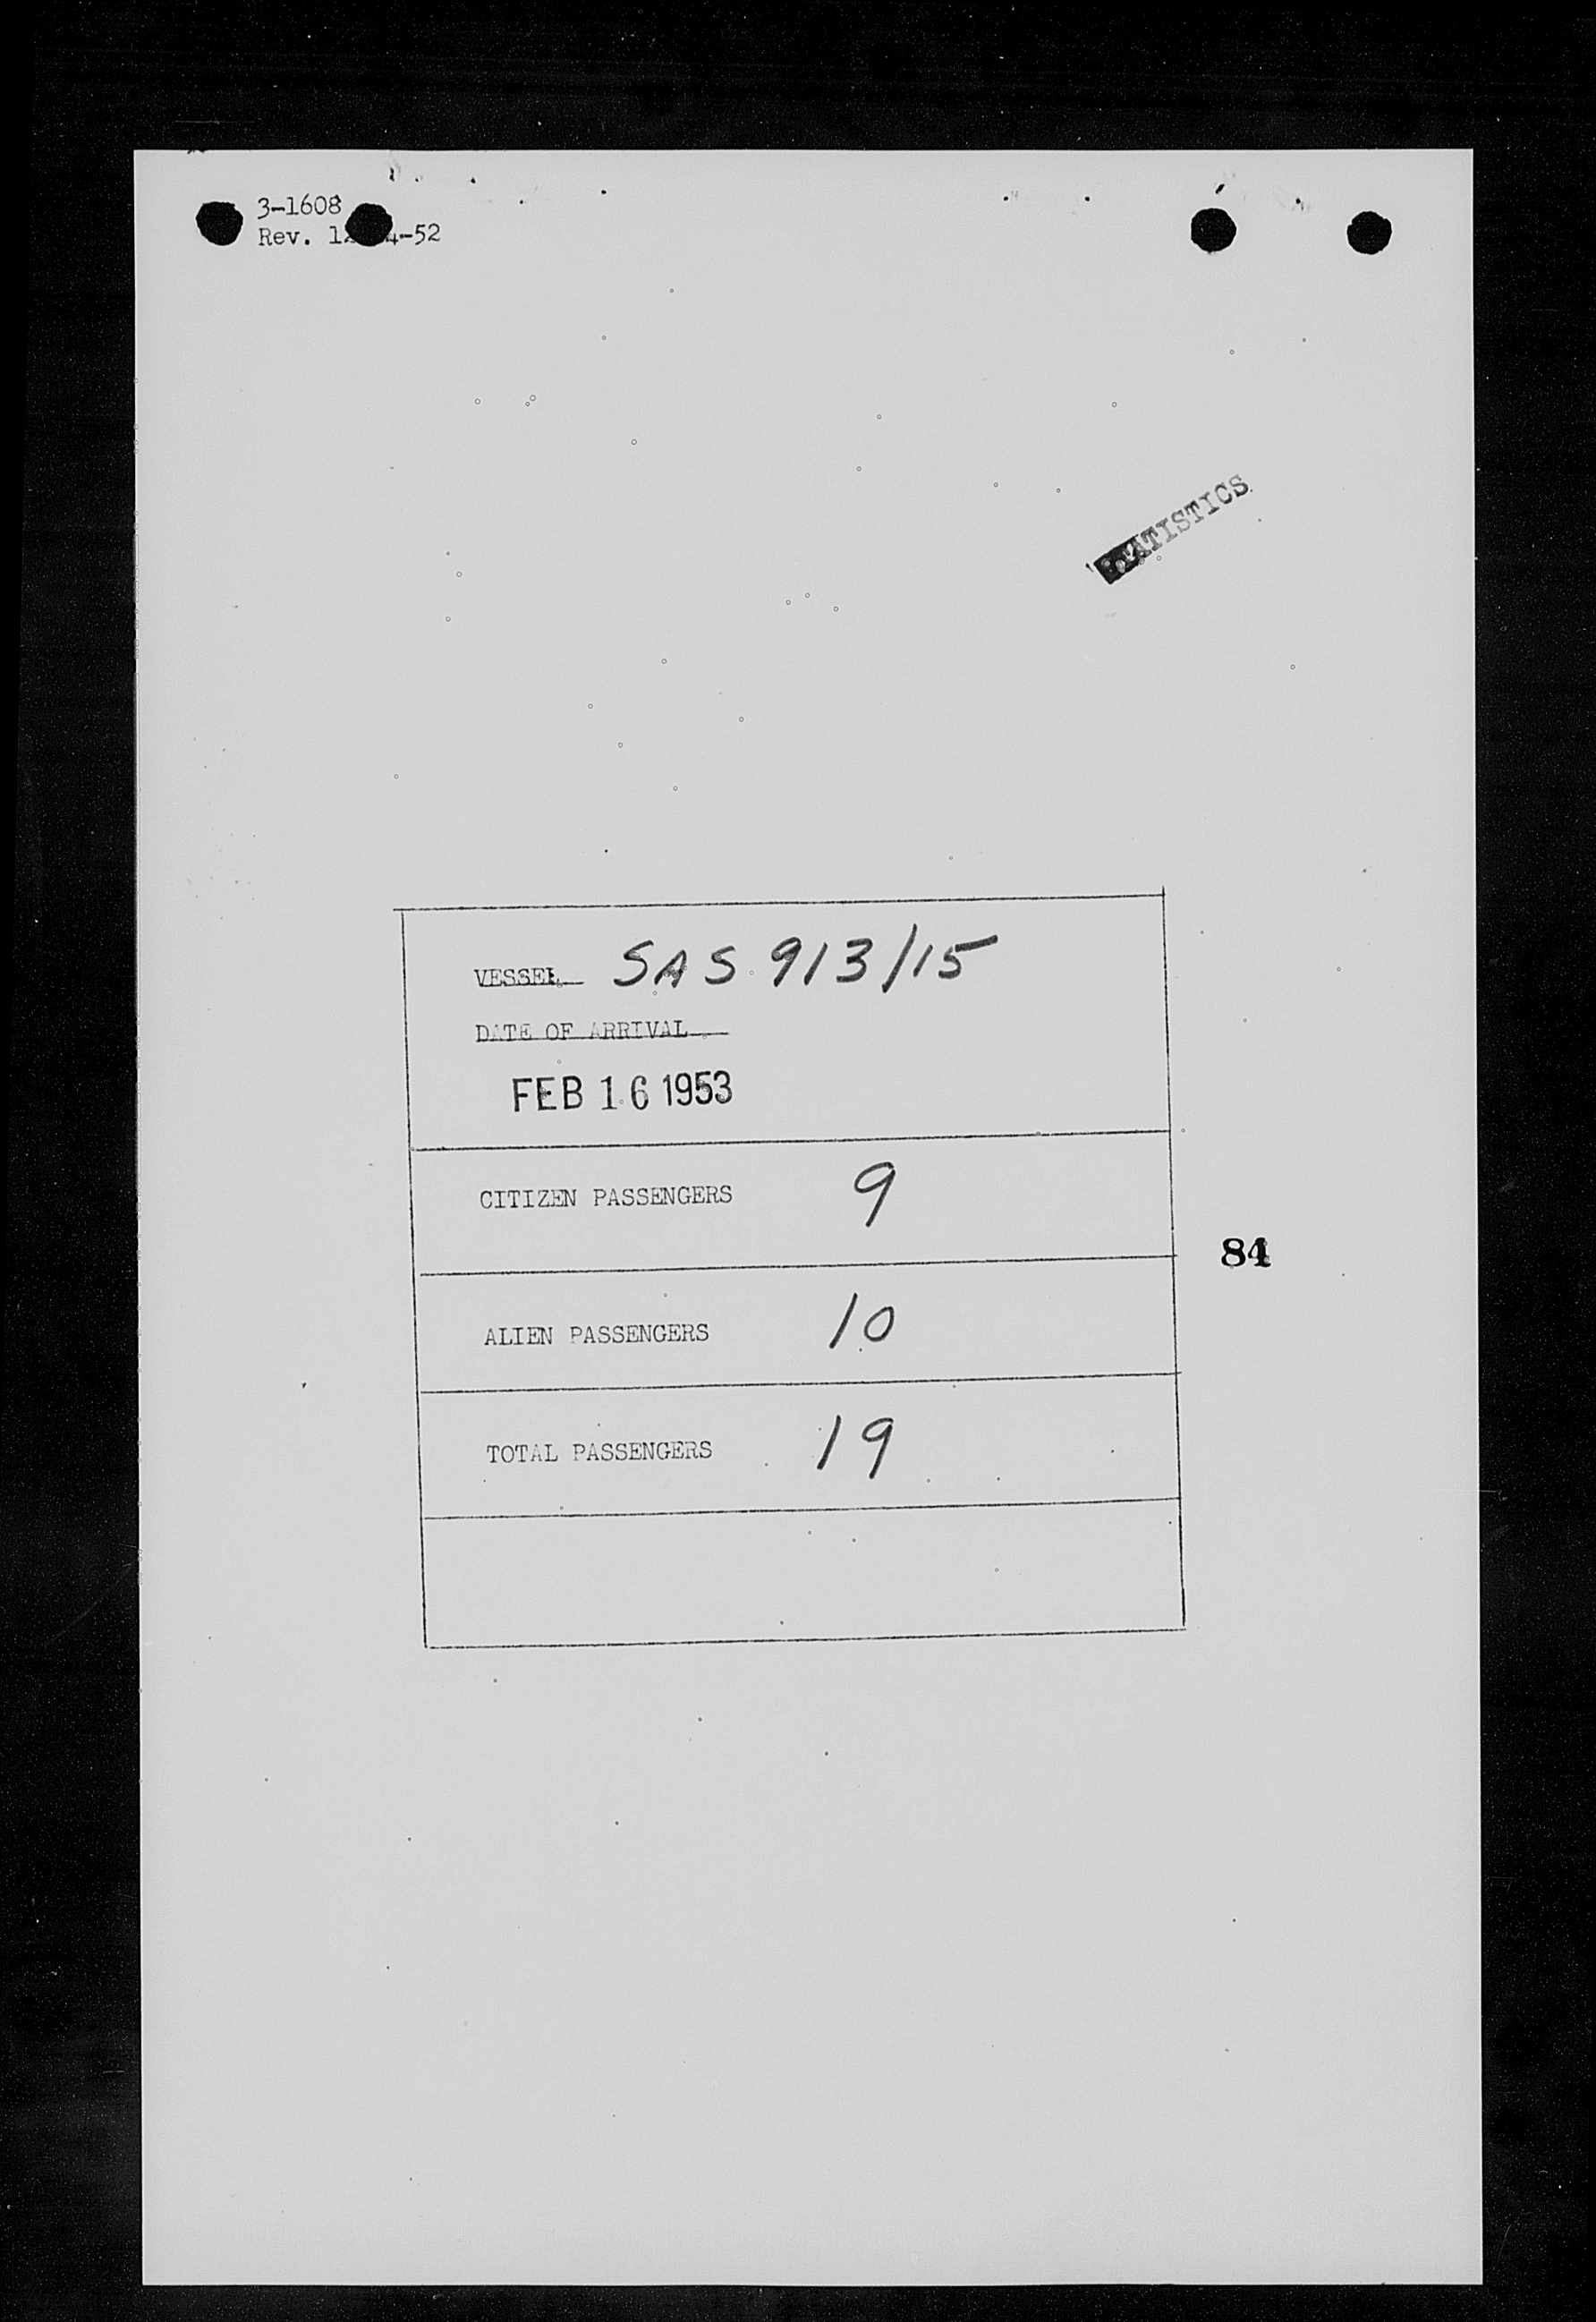 3-1608
Rev. 4-52
STATISTICS
VESSEL SAS 913/15
DATE OF ARRIVAL
FEB 16 1953
CITIZEN PASSENGERS 9
84
ALIEN PASSENGERS 10
TOTAL PASSENGERS 19